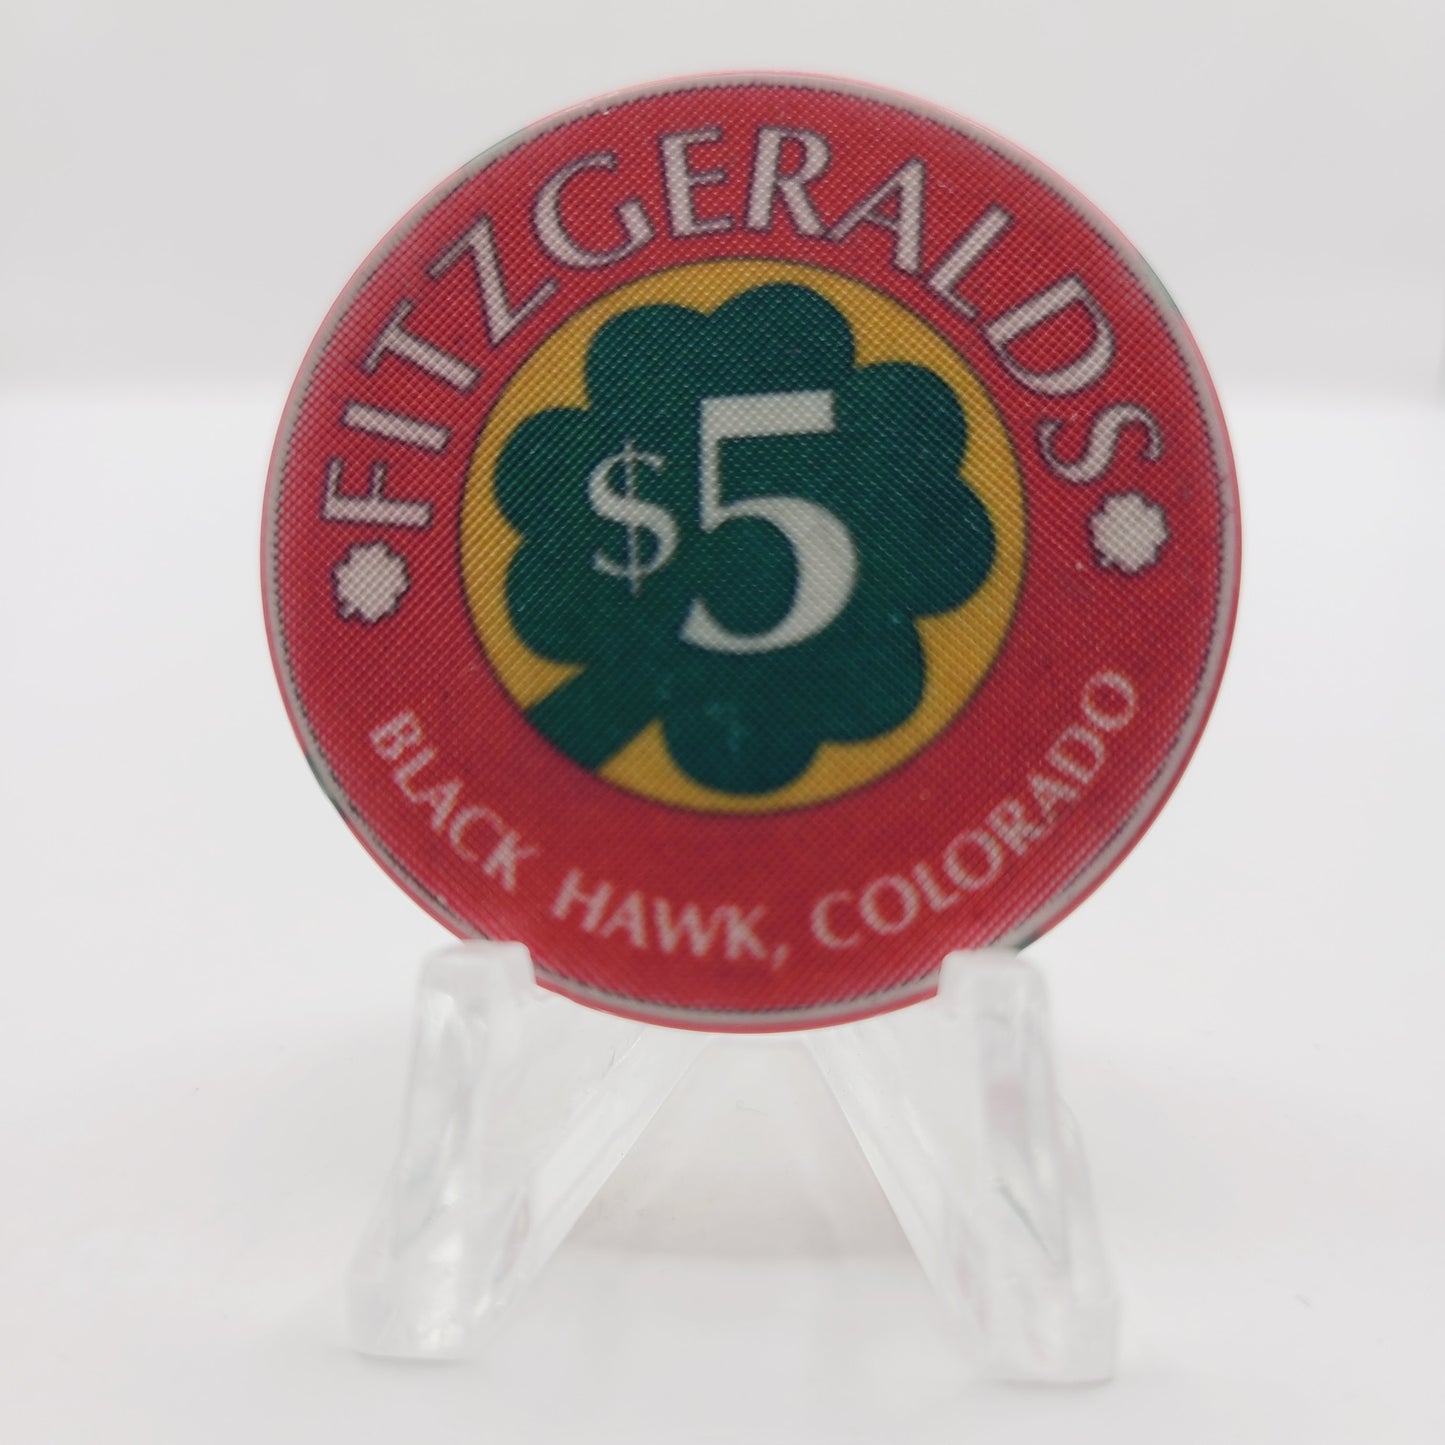 FITZGERALDS
$5
BLACK HAWK, COLORADO